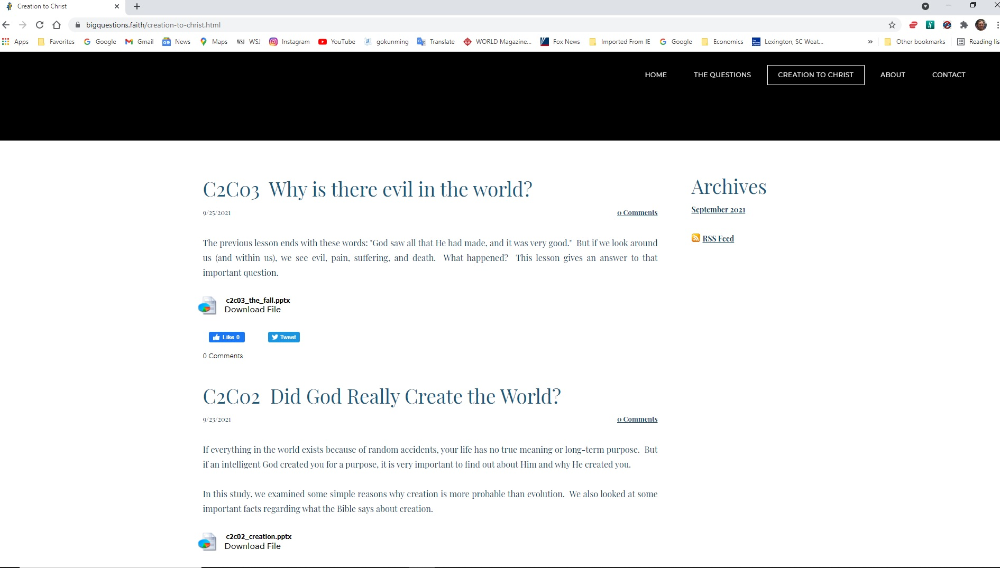 Creation to Christ
bigquestions.faith/creation-to-christ.html
Apps Favorites Google Gmail News Maps WSJ WSJ Instagram YouTube gokunming Translate WORLD Magazine... Fox News Imported From IE Google Economics Lexington, SC Weat... » Other bookmarks Reading lis
HOME THE QUESTIONS CREATION TO CHRIST ABOUT CONTACT
C2C03 Why is there evil in the world?
9/25/2021 0 Comments
The previous lesson ends with these words: "God saw all that He had made, and it was very good." But if we look around
us (and within us), we see evil, pain, suffering, and death. What happened? This lesson gives an answer to that
important question.
c2c03_the_fall.pptx
Download File
Like 0 Tweet
0 Comments
C2C02 Did God Really Create the World?
9/23/2021 0 Comments
If everything in the world exists because of random accidents, your life has no true meaning or long-term purpose. But
if an intelligent God created you for a purpose, it is very important to find out about Him and why He created you.
In this study, we examined some simple reasons why creation is more probable than evolution. We also looked at some
important facts regarding what the Bible says about creation.
c2c02_creation.pptx
Download File
Archives
September 2021
RSS Feed